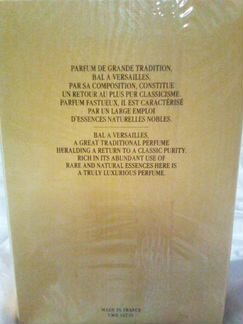 PARFUM DE GRANDE TRADITION,
BAL A VERSAILLES,
PAR SA COMPOSITION, CONSTITUE
UN RETOUR AU PLUS PUR CLASSICISME.
PARFUM FASTUEUX, IL EST CARACTÉRISÉ
PAR UN LARGE EMPLOI
D'ESSENCES NATURELLES NOBLES.
BAL A VERSAILLES,
A GREAT TRADITIONAL PERFUME
HERALDING A RETURN TO A CLASSIC PURITY.
RICH IN ITS ABUNDANT USE OF
RARE AND NATURAL ESSENCES HERE IS
A TRULY LUXURIOUS PERFUME.
MADE IN FRANCE